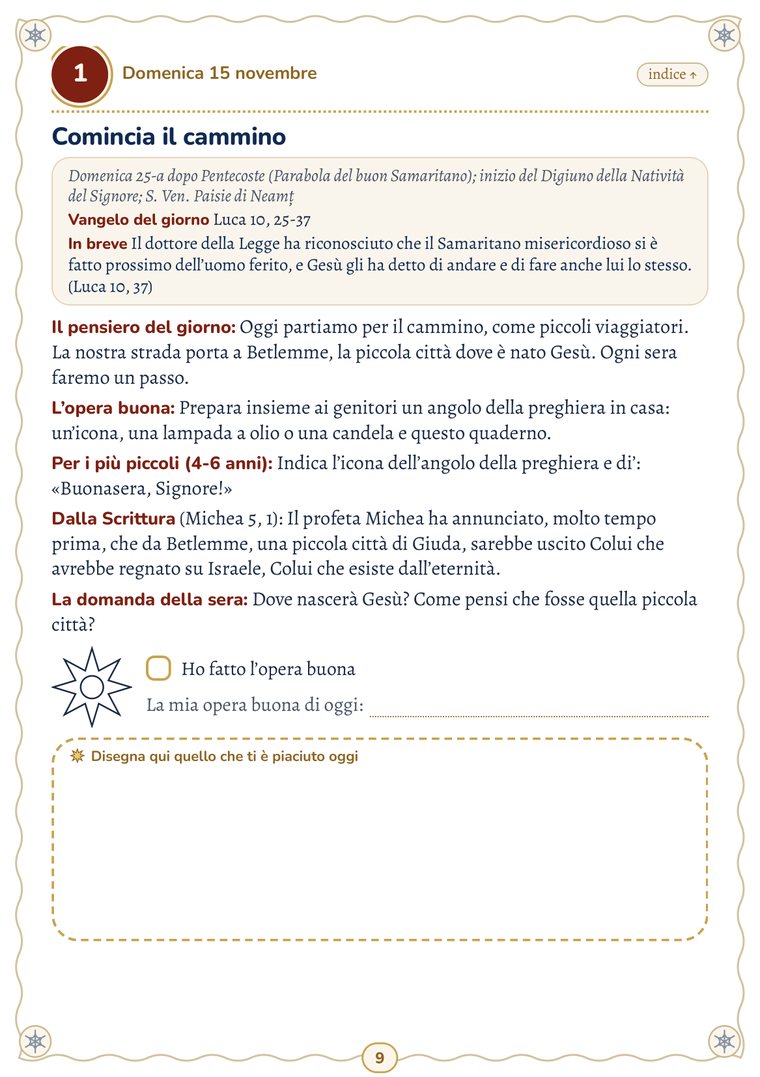 1
Domenica 15 novembre
indice ↑
Comincia il cammino
Domenica 25-a dopo Pentecoste (Parabola del buon Samaritano); inizio del Digiuno della Natività
del Signore; S. Ven. Paisie di Neamț
Vangelo del giorno Luca 10, 25-37
In breve Il dottore della Legge ha riconosciuto che il Samaritano misericordioso si è
fatto prossimo dell’uomo ferito, e Gesù gli ha detto di andare e di fare anche lui lo stesso.
(Luca 10, 37)
Il pensiero del giorno: Oggi partiamo per il cammino, come piccoli viaggiatori.
La nostra strada porta a Betlemme, la piccola città dove è nato Gesù. Ogni sera
faremo un passo.
L’opera buona: Prepara insieme ai genitori un angolo della preghiera in casa:
un’icona, una lampada a olio o una candela e questo quaderno.
Per i più piccoli (4-6 anni): Indica l’icona dell’angolo della preghiera e di’:
«Buonasera, Signore!»
Dalla Scrittura (Michea 5, 1): Il profeta Michea ha annunciato, molto tempo
prima, che da Betlemme, una piccola città di Giuda, sarebbe uscito Colui che
avrebbe regnato su Israele, Colui che esiste dall’eternità.
La domanda della sera: Dove nascerà Gesù? Come pensi che fosse quella piccola
città?
Ho fatto l’opera buona
La mia opera buona di oggi:
Disegna qui quello che ti è piaciuto oggi
9